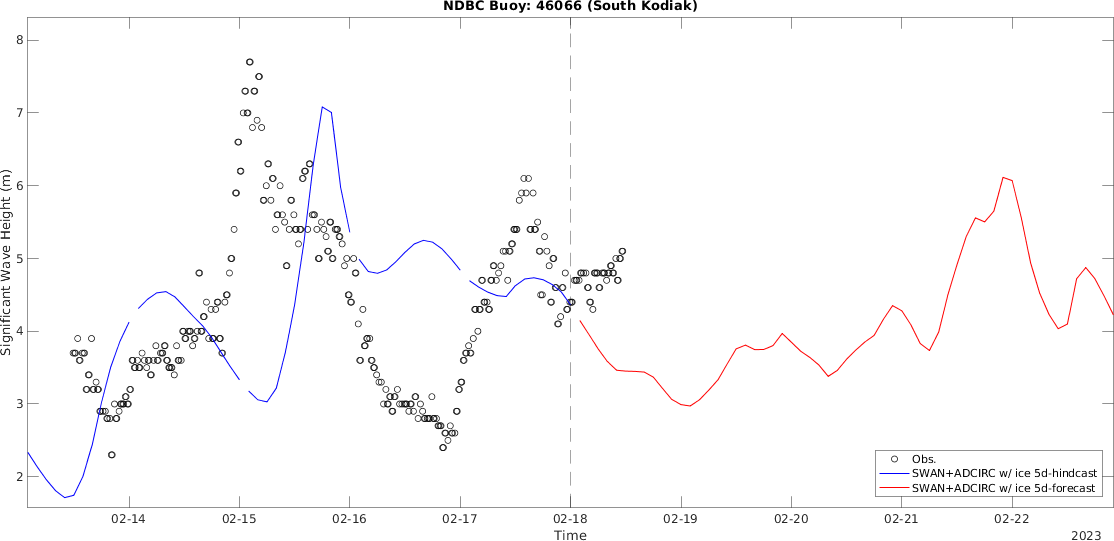 NDBC Buoy: 46066 (South Kodiak)
Significant Wave Height (m)
8
7
6
5
4
3
2
Obs.
SWAN+ADCIRC w/ ice 5d-hindcast
SWAN+ADCIRC w/ ice 5d-forecast
02-14 02-15 02-16 02-17 02-18 02-19 02-20 02-21 02-22
Time
2023